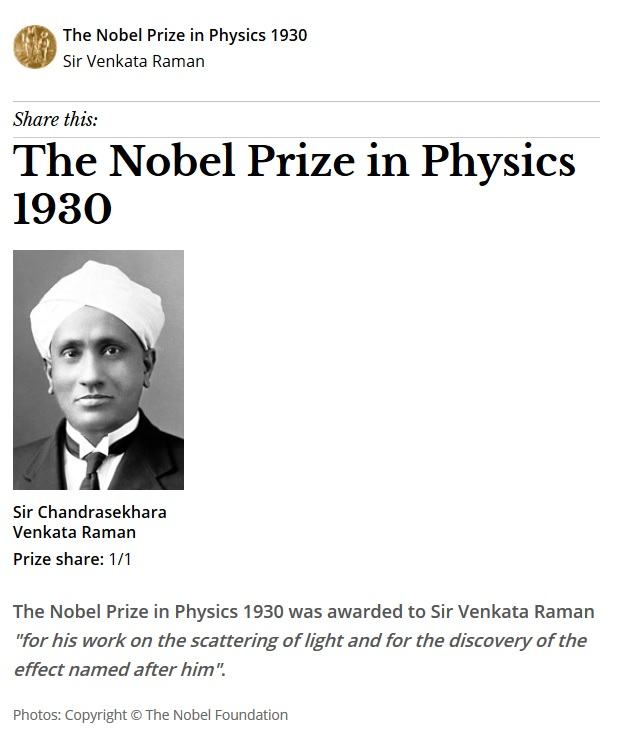 The Nobel Prize in Physics 1930
Sir Venkata Raman
Share this:
The Nobel Prize in Physics
1930
Sir Chandrasekhara
Venkata Raman
Prize share: 1/1
The Nobel Prize in Physics 1930 was awarded to Sir Venkata Raman
"for his work on the scattering of light and for the discovery of the
effect named after him".
Photos: Copyright © The Nobel Foundation